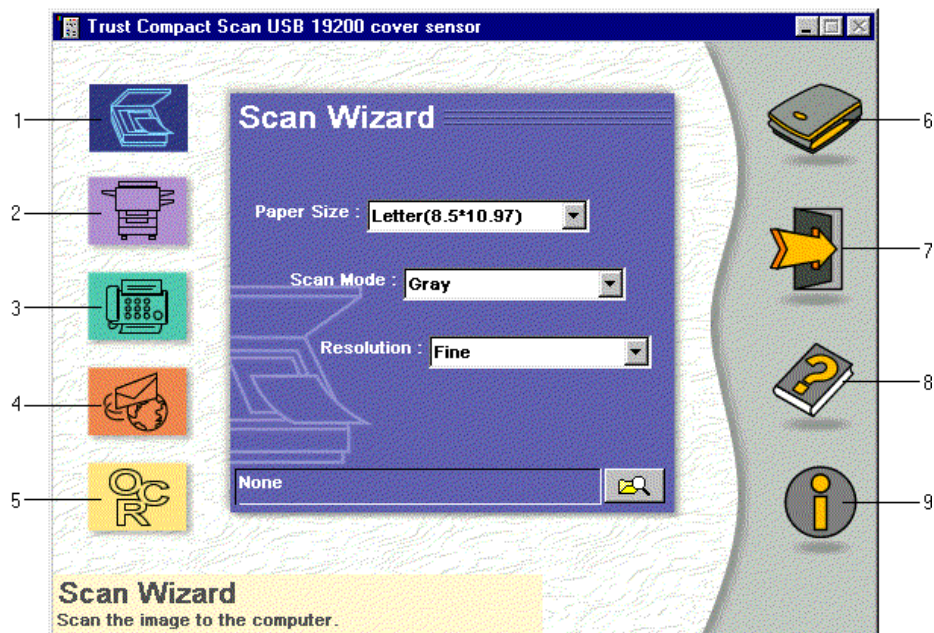 Trust Compact Scan USB 19200 cover sensor
1
2
3
4
5
OCR
Scan Wizard
Paper Size : Letter(8.5*10.97)
Scan Mode : Gray
Resolution : Fine
None
6
7
8
?
9
i
Scan Wizard
Scan the image to the computer.